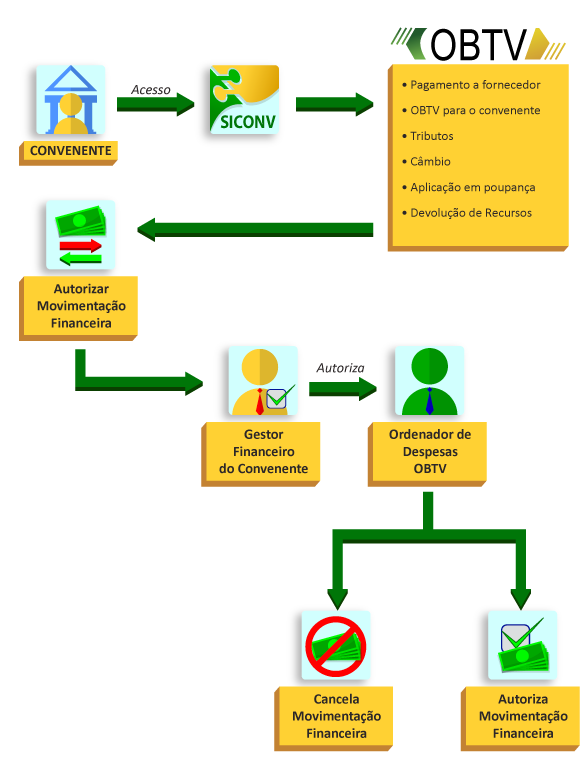 OBTV
Acesso
SICONV
CONVENENTE
• Pagamento a fornecedor
• OBTV para o convenente
• Tributos
• Câmbio
• Aplicação em poupança
• Devolução de Recursos
Autorizar
Movimentação
Financeira
Autoriza
Gestor
Financeiro
do Convenente
Ordenador de
Despesas
OBTV
Cancela
Movimentação
Financeira
Autoriza
Movimentação
Financeira